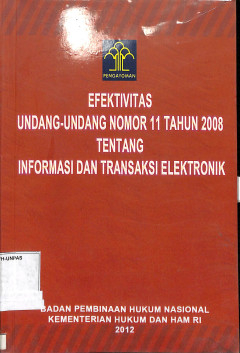 PENGAYOMAN
EFEKTIVITAS
UNDANG-UNDANG NOMOR 11 TAHUN 2008
TENTANG
INFORMASI DAN TRANSAKSI ELEKTRONIK
H-UNPAS
BADAN PEMBINAAN HUKUM NASIONAL
KEMENTERIAN HUKUM DAN HAM RI
2012